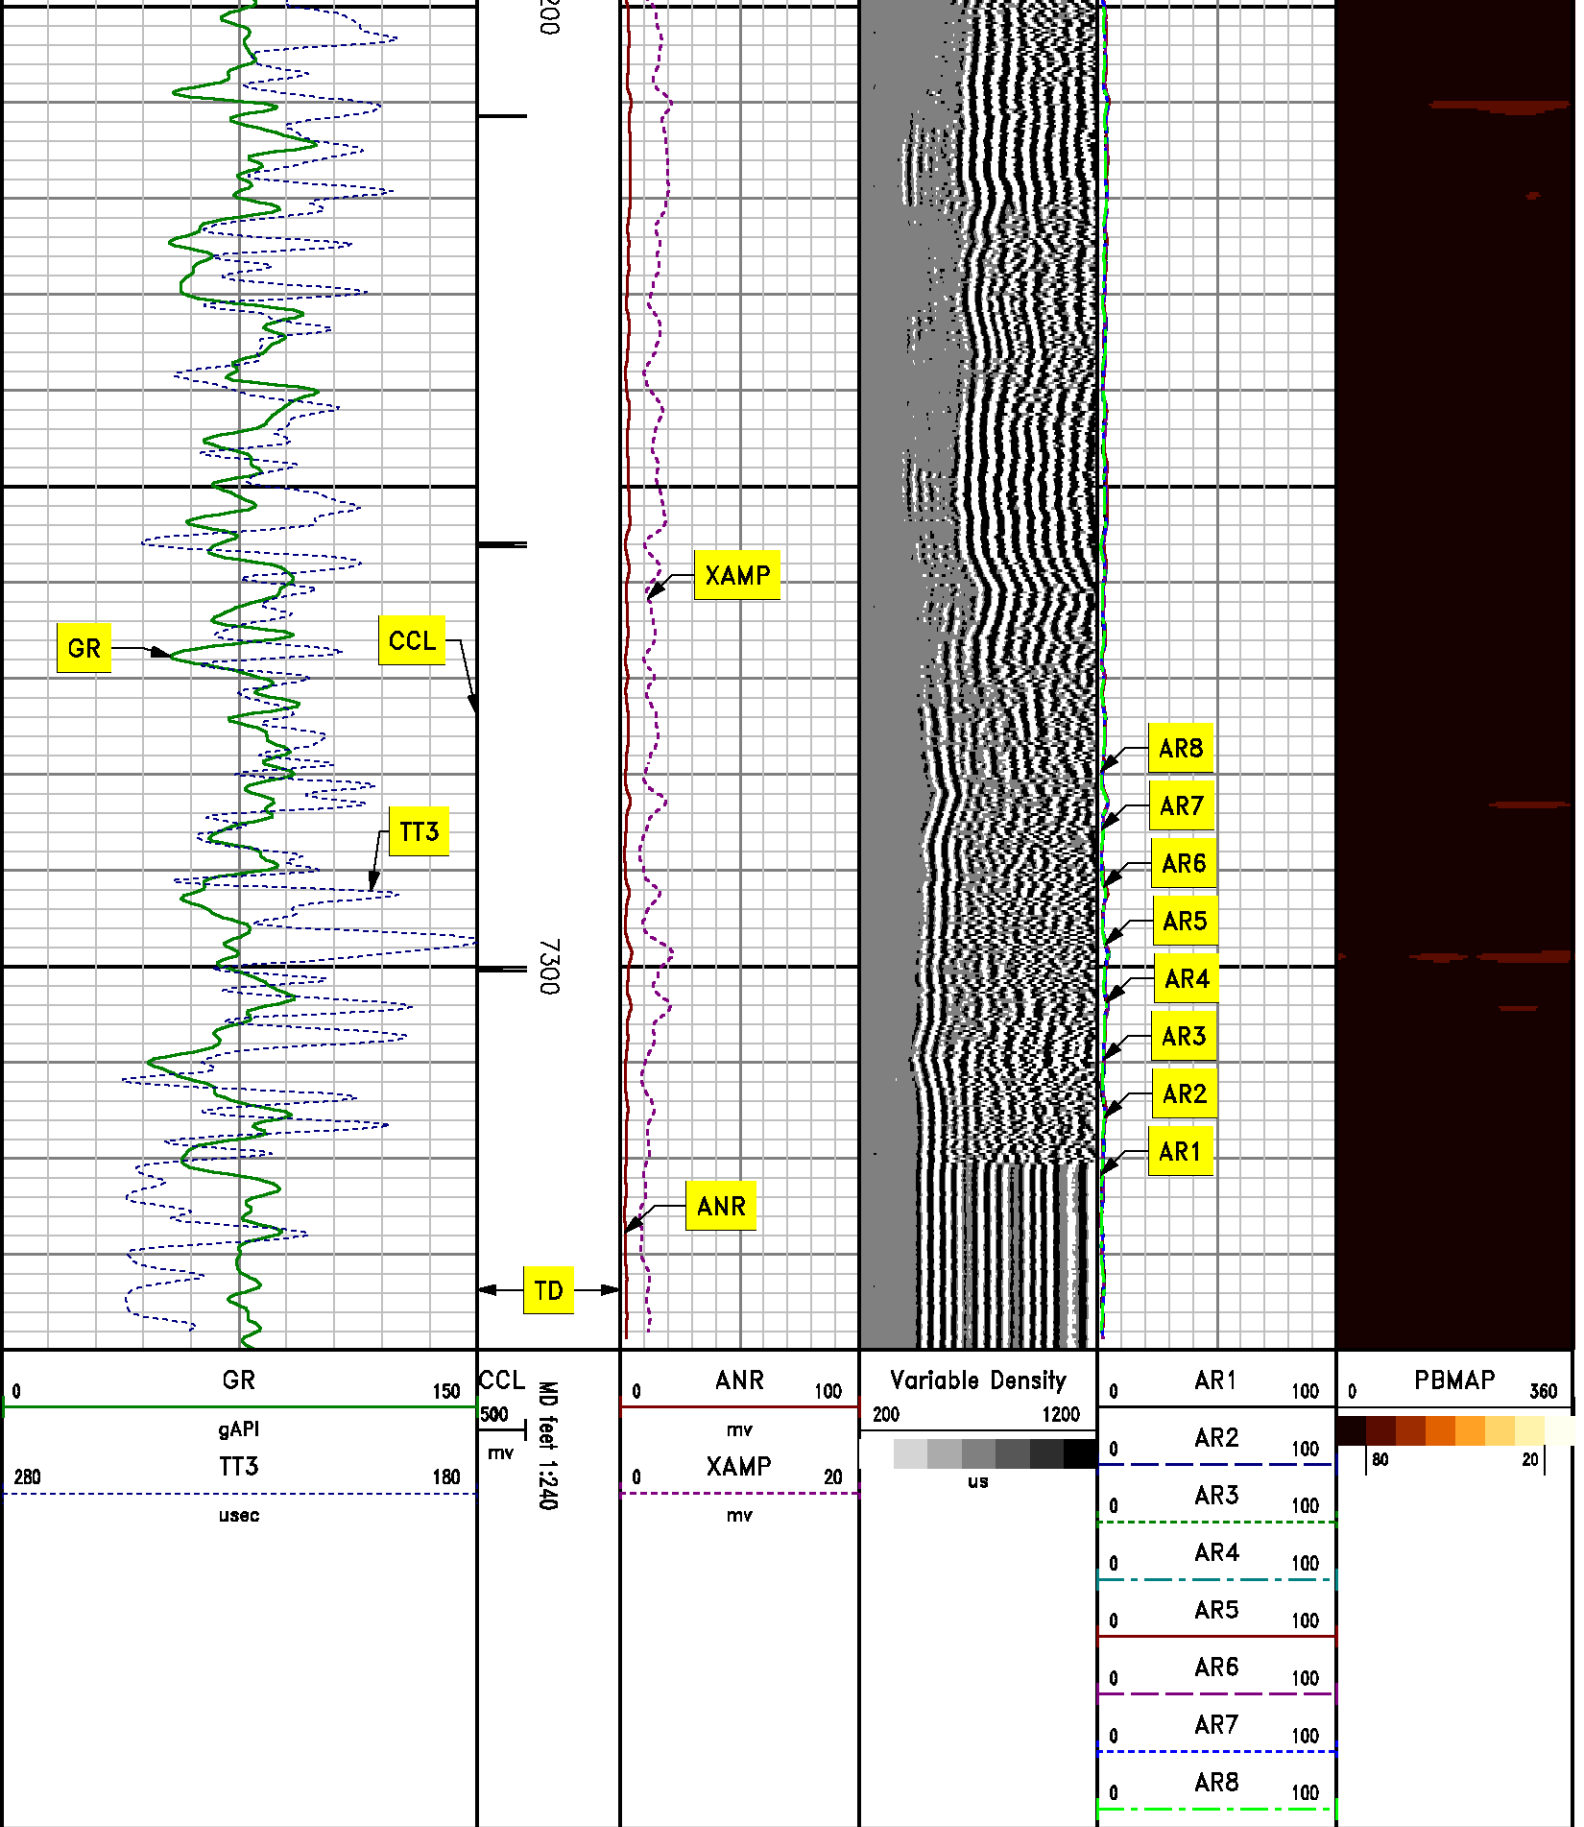 200
XAMP
GR
CCL
AR8
AR7
TT3
AR6
AR5
7300
AR4
AR3
AR2
AR1
ANR
TD
0 GR 150
gAPI
280 TT3 180
usec
CCL
500
mv
MD feet 1:240
0 ANR 100
mv
0 XAMP 20
mv
Variable Density
200 1200
us
0 AR1 100
0 AR2 100
0 AR3 100
0 AR4 100
0 AR5 100
0 AR6 100
0 AR7 100
0 AR8 100
0 PBMAP 360
80 20